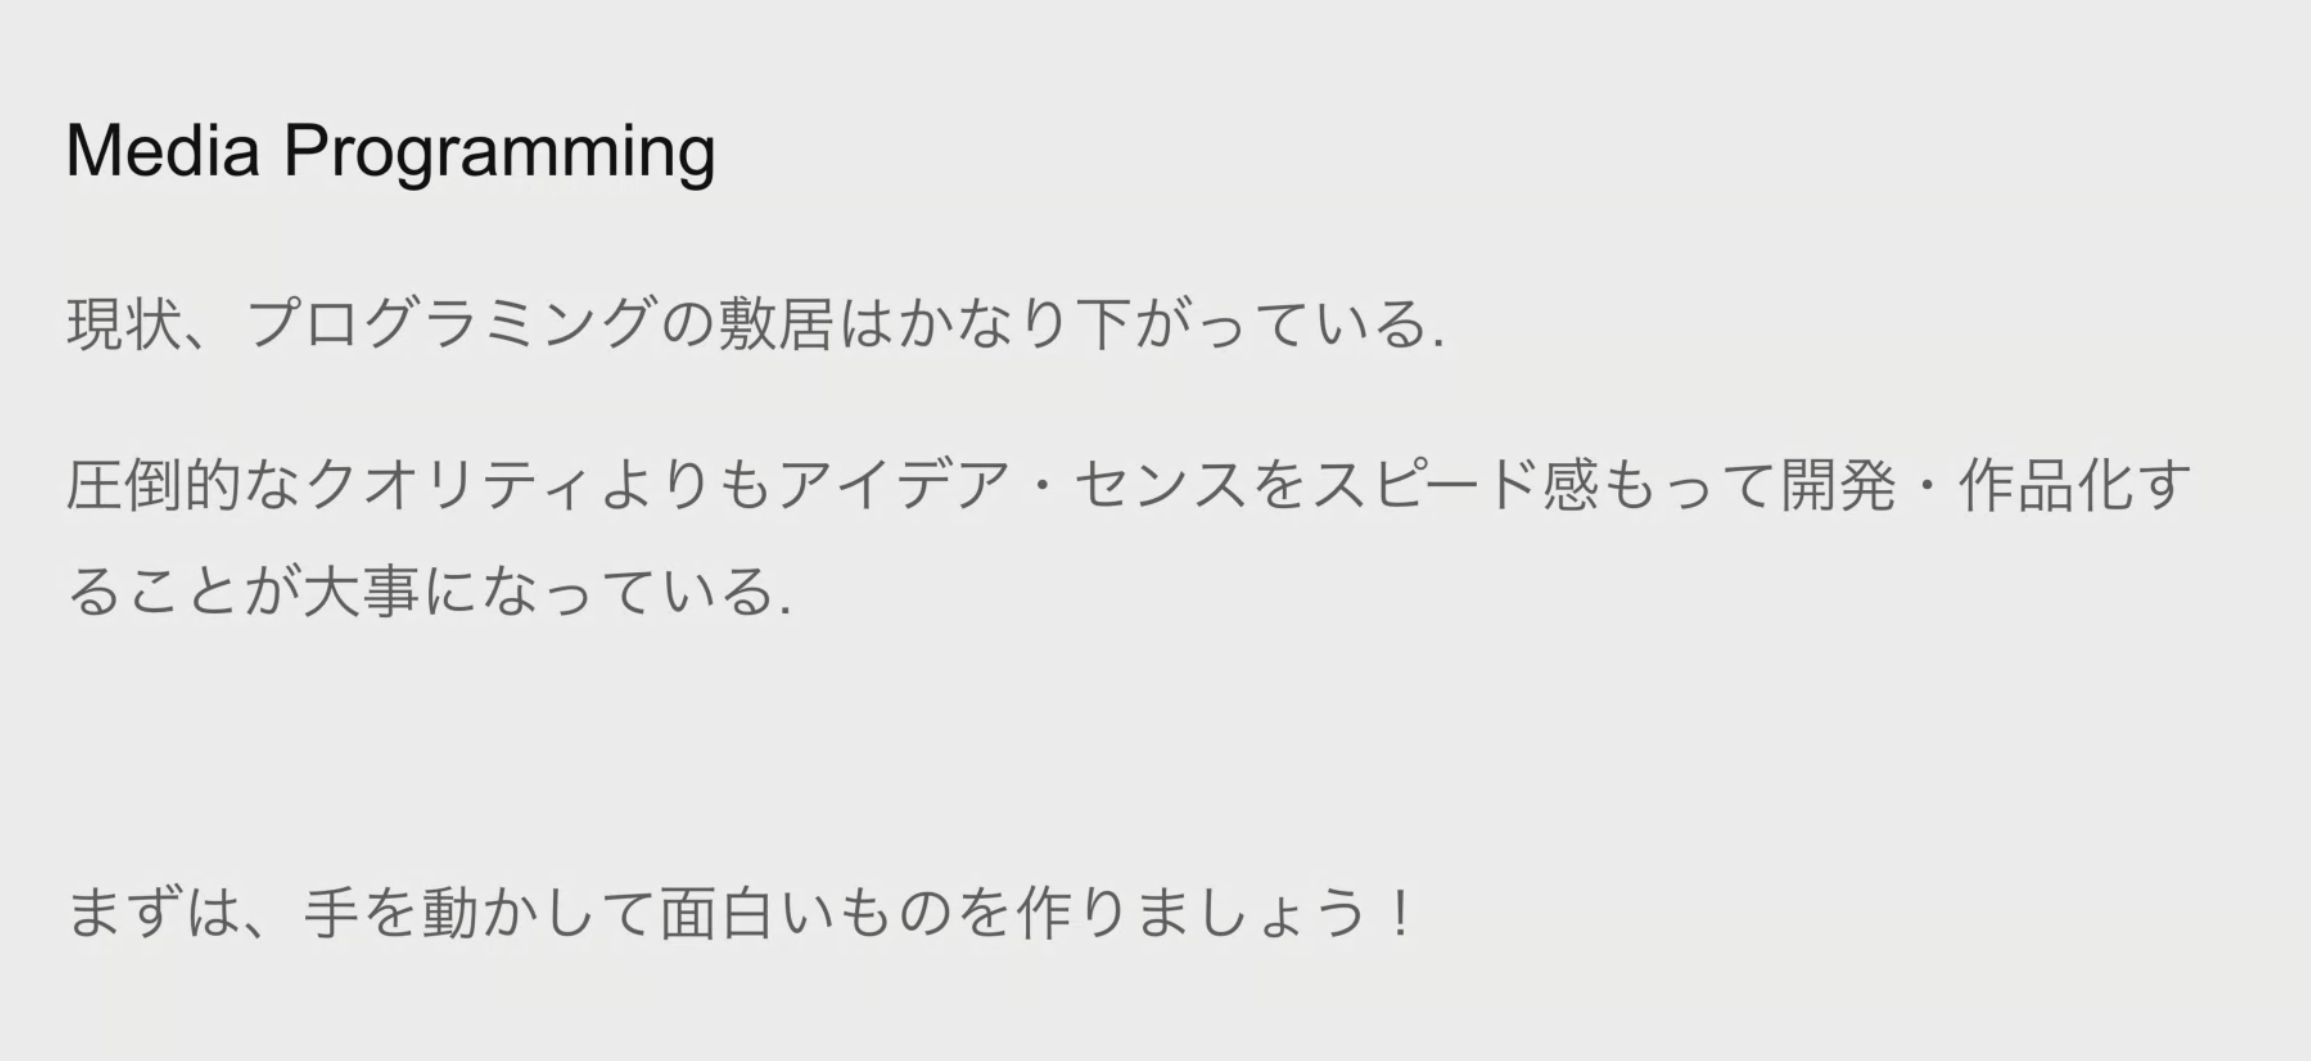 Media Programming
現状、プログラミングの敷居はかなり下がっている.
圧倒的なクオリティよりもアイデア・センスをスピード感もって開発・作品化す
ることが大事になっている.
まずは、手を動かして面白いものを作りましょう！